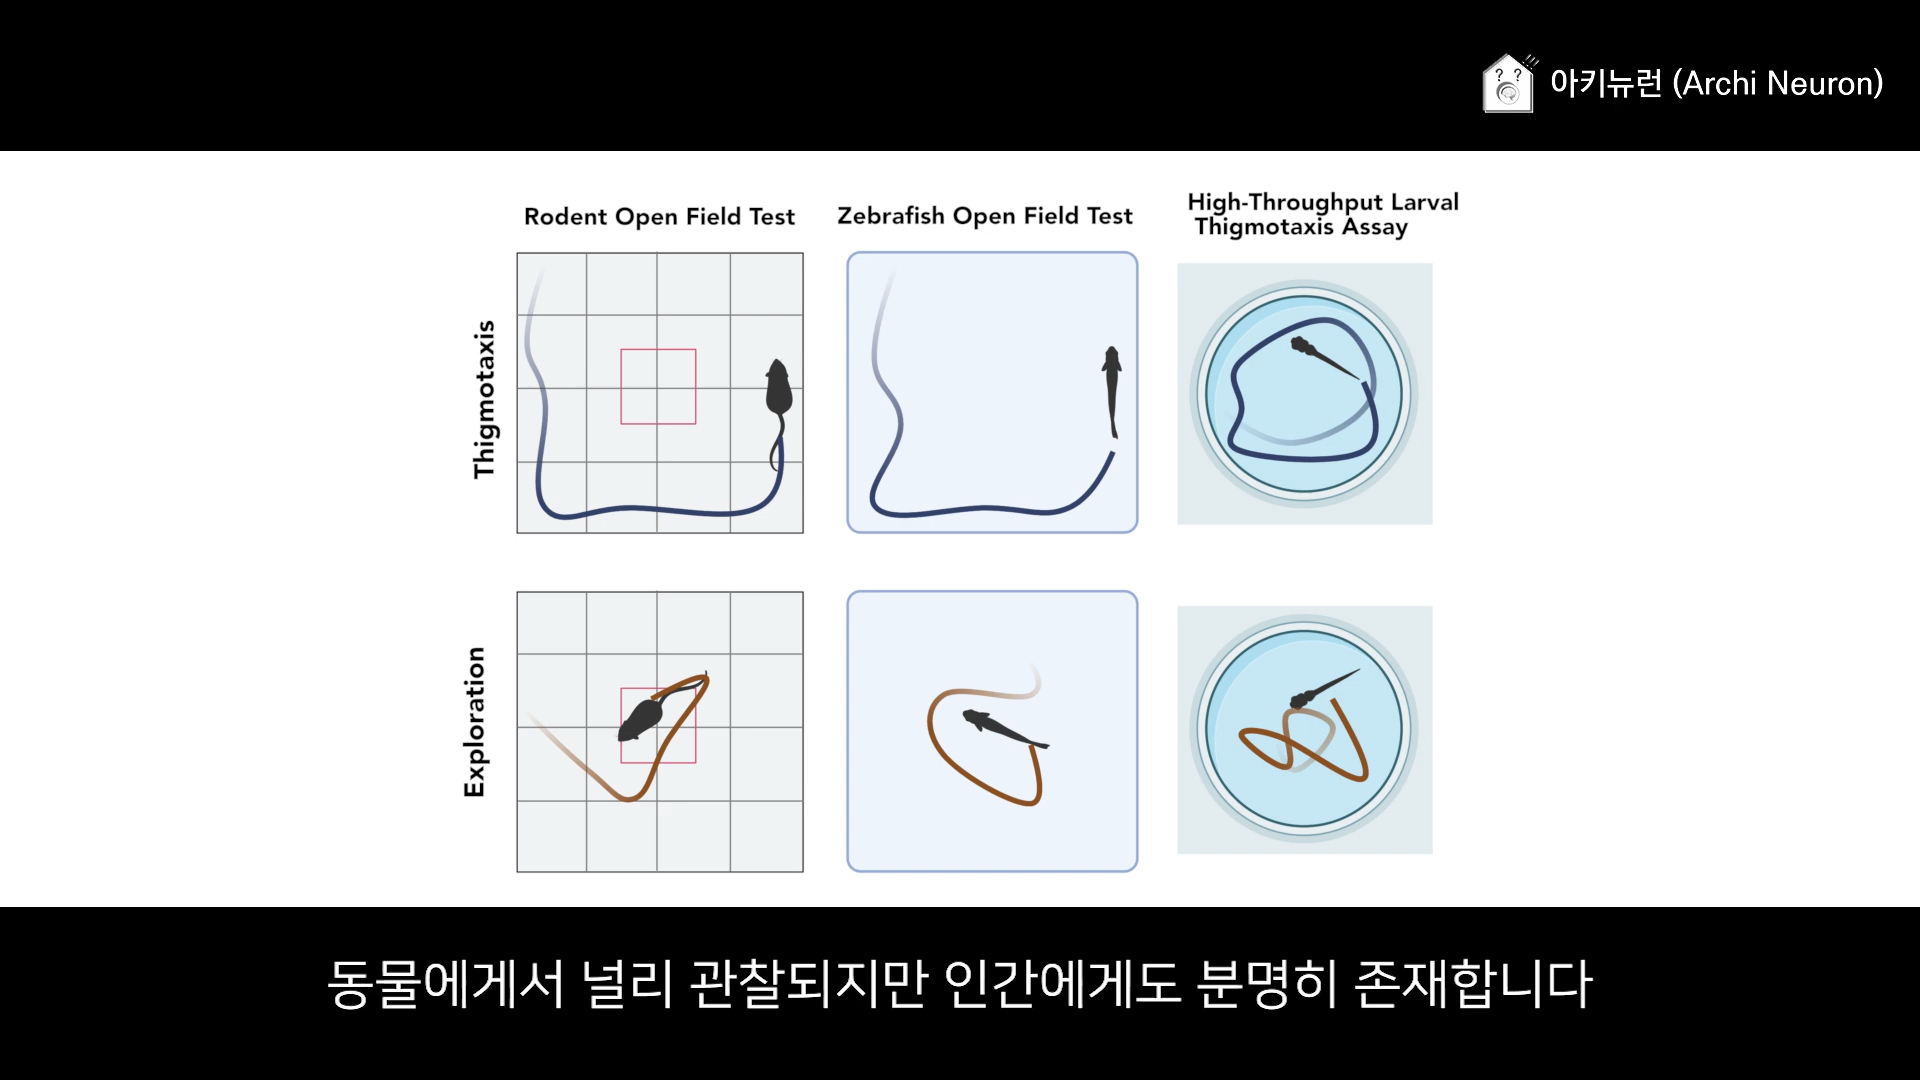 아키뉴런 (Archi Neuron)
Rodent Open Field Test
Zebrafish Open Field Test
High-Throughput Larval
Thigmotaxis Assay
Thigmotaxis
Exploration
동물에게서 널리 관찰되지만 인간에게도 분명히 존재합니다